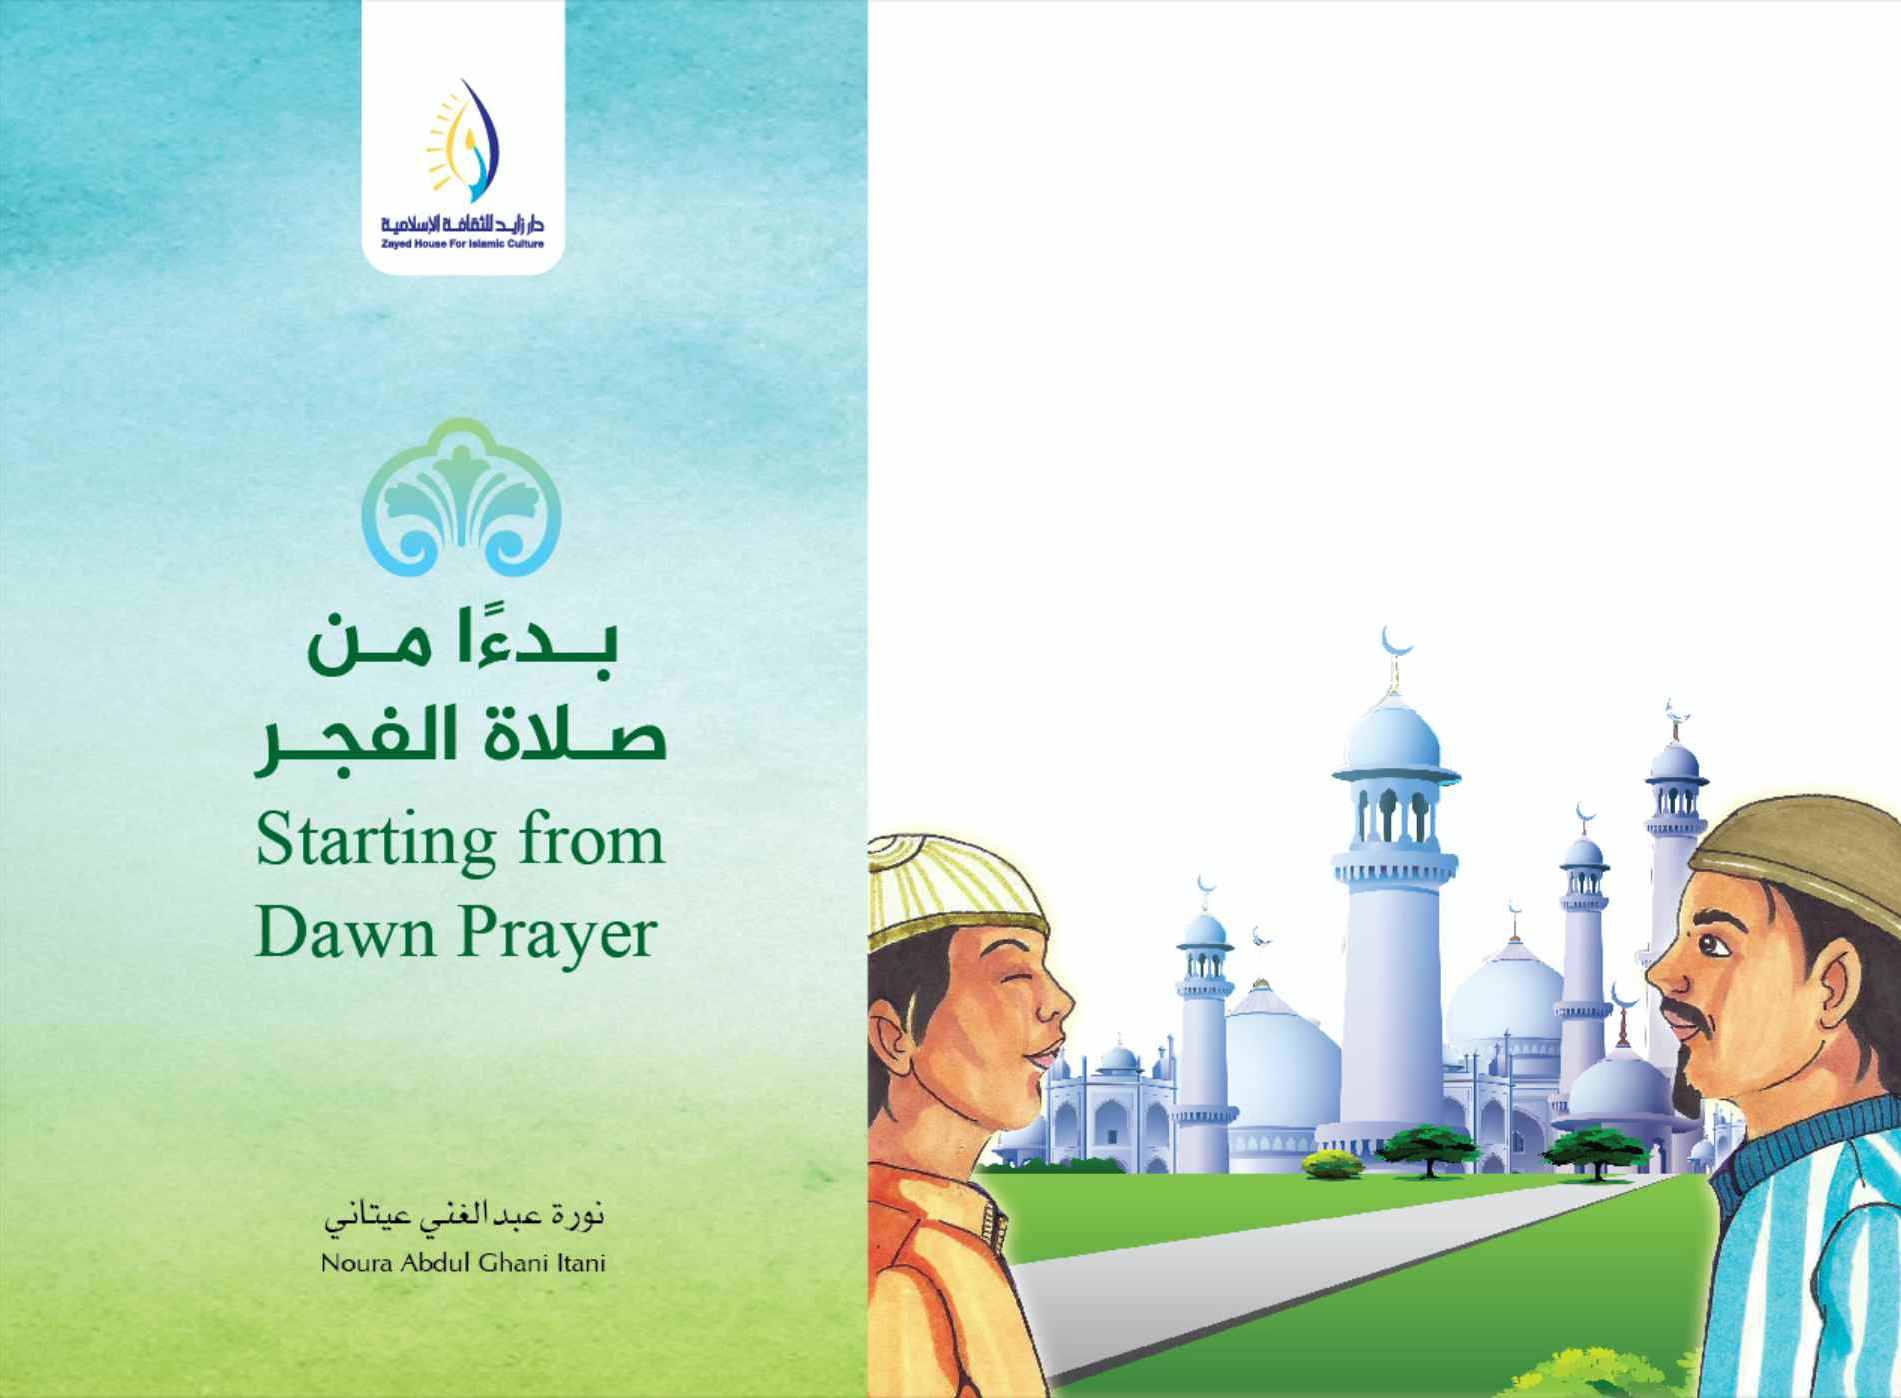 دار زايد للثقافة الإسلامية
Zayed House For Islamic Culture
بدءًا من
صلاة الفجر
Starting from
Dawn Prayer
نورة عبدالغني عيتاني
Noura Abdul Ghani Itani